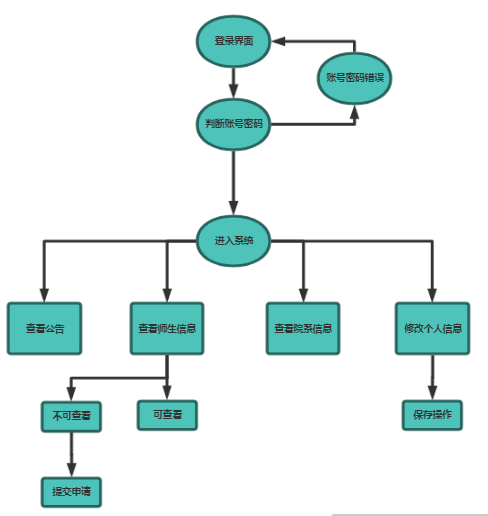 登录界面
账号密码错误
判断账号密码
进入系统
查看公告
查看师生信息
查看院系信息
修改个人信息
不可查看
可查看
保存操作
提交申请